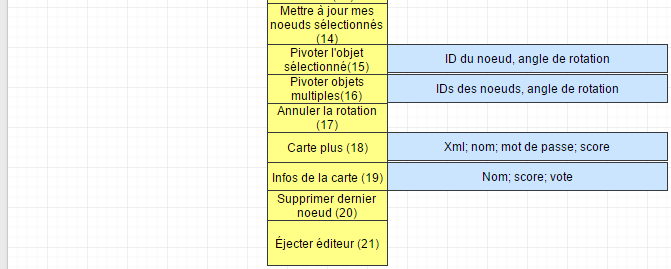 Mettre à jour mes
noeuds sélectionnés
(14)
Pivoter l'objet
sélectionné(15)
ID du noeud, angle de rotation
Pivoter objets
multiples(16)
IDs des noeuds, angle de rotation
Annuler la rotation
(17)
Carte plus (18)
Xml; nom; mot de passe; score
Infos de la carte (19)
Nom; score; vote
Supprimer dernier
noeud (20)
Éjecter éditeur (21)